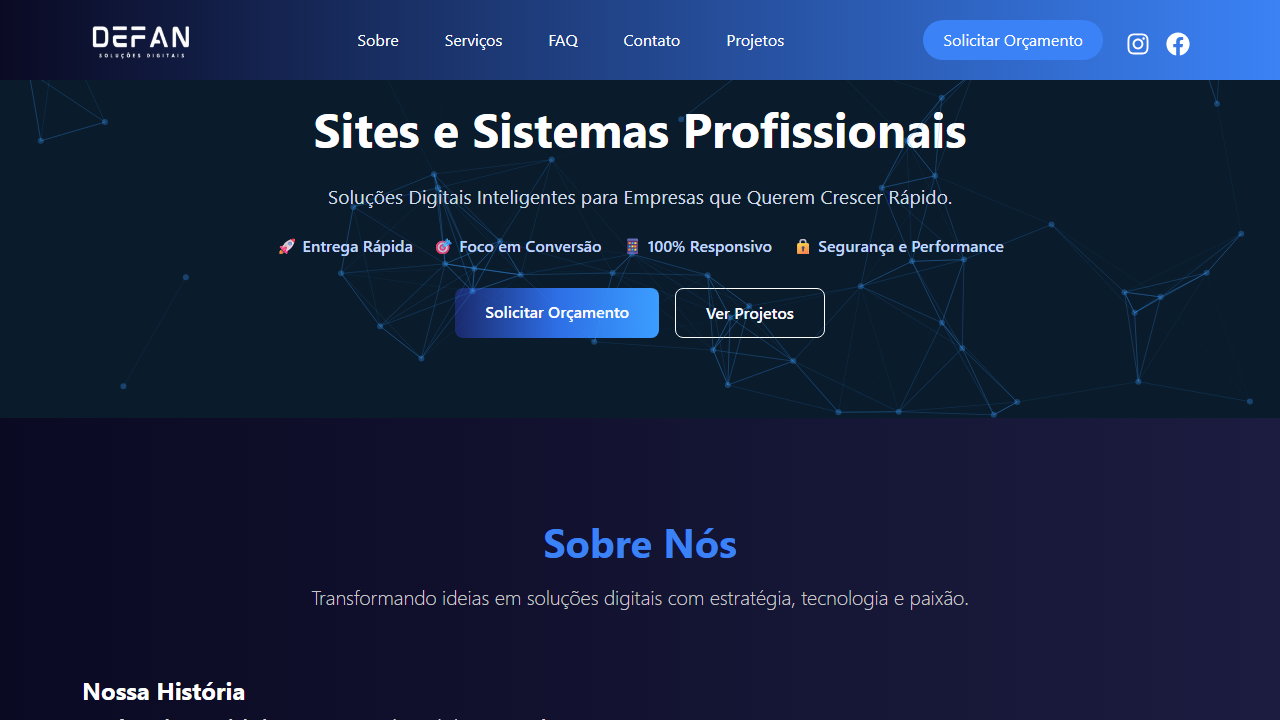 DEFAN
SOLUÇÕES DIGITAIS
Sobre Serviços FAQ Contato Projetos Solicitar Orçamento
Sites e Sistemas Profissionais
Soluções Digitais Inteligentes para Empresas que Querem Crescer Rápido.
🚀 Entrega Rápida 🎯 Foco em Conversão 📱 100% Responsivo 🔒 Segurança e Performance
Solicitar Orçamento Ver Projetos
Sobre Nós
Transformando ideias em soluções digitais com estratégia, tecnologia e paixão.
Nossa História